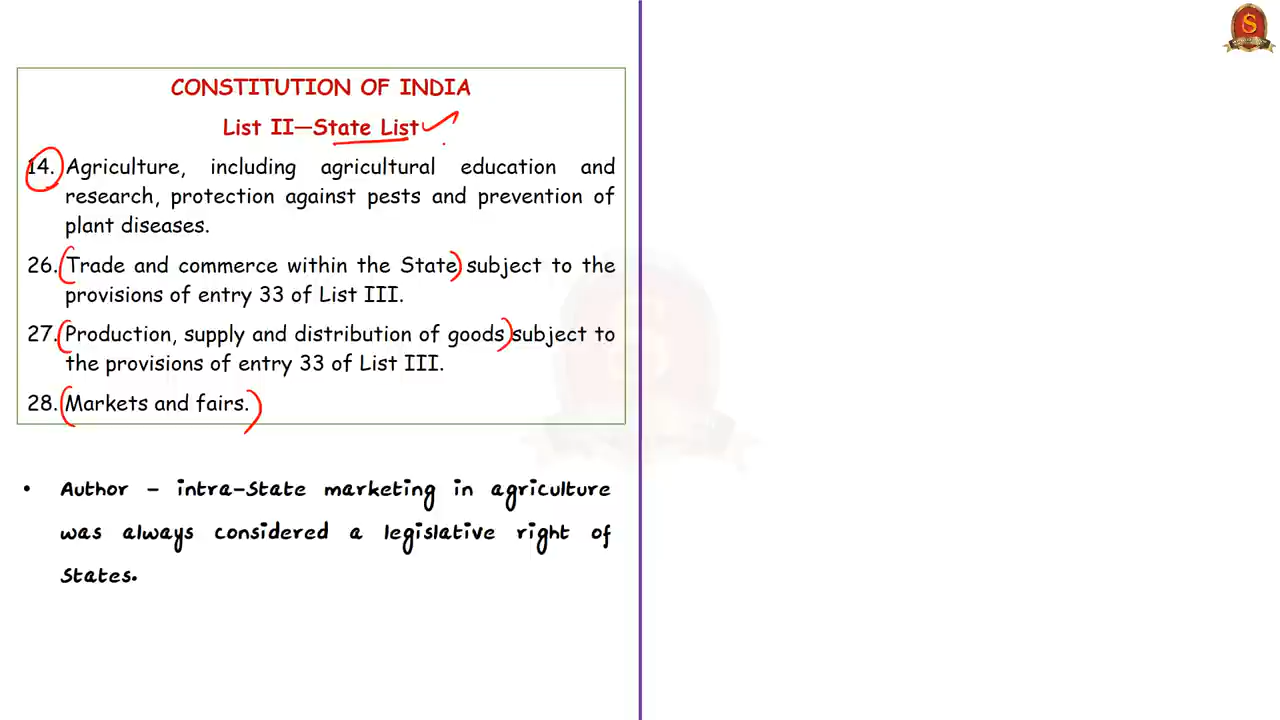 CONSTITUTION OF INDIA
List II—State List
14. Agriculture, including agricultural education and
research, protection against pests and prevention of
plant diseases.
26. Trade and commerce within the State subject to the
provisions of entry 33 of List III.
27. Production, supply and distribution of goods subject to
the provisions of entry 33 of List III.
28. Markets and fairs.
• Author – intra-State marketing in agriculture
was always considered a legislative right of
States.
S